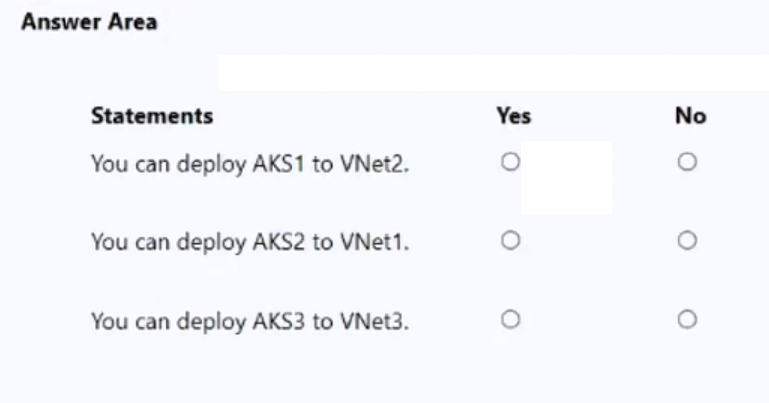 Answer Area
Statements Yes No
You can deploy AKS1 to VNet2.
You can deploy AKS2 to VNet1.
You can deploy AKS3 to VNet3.